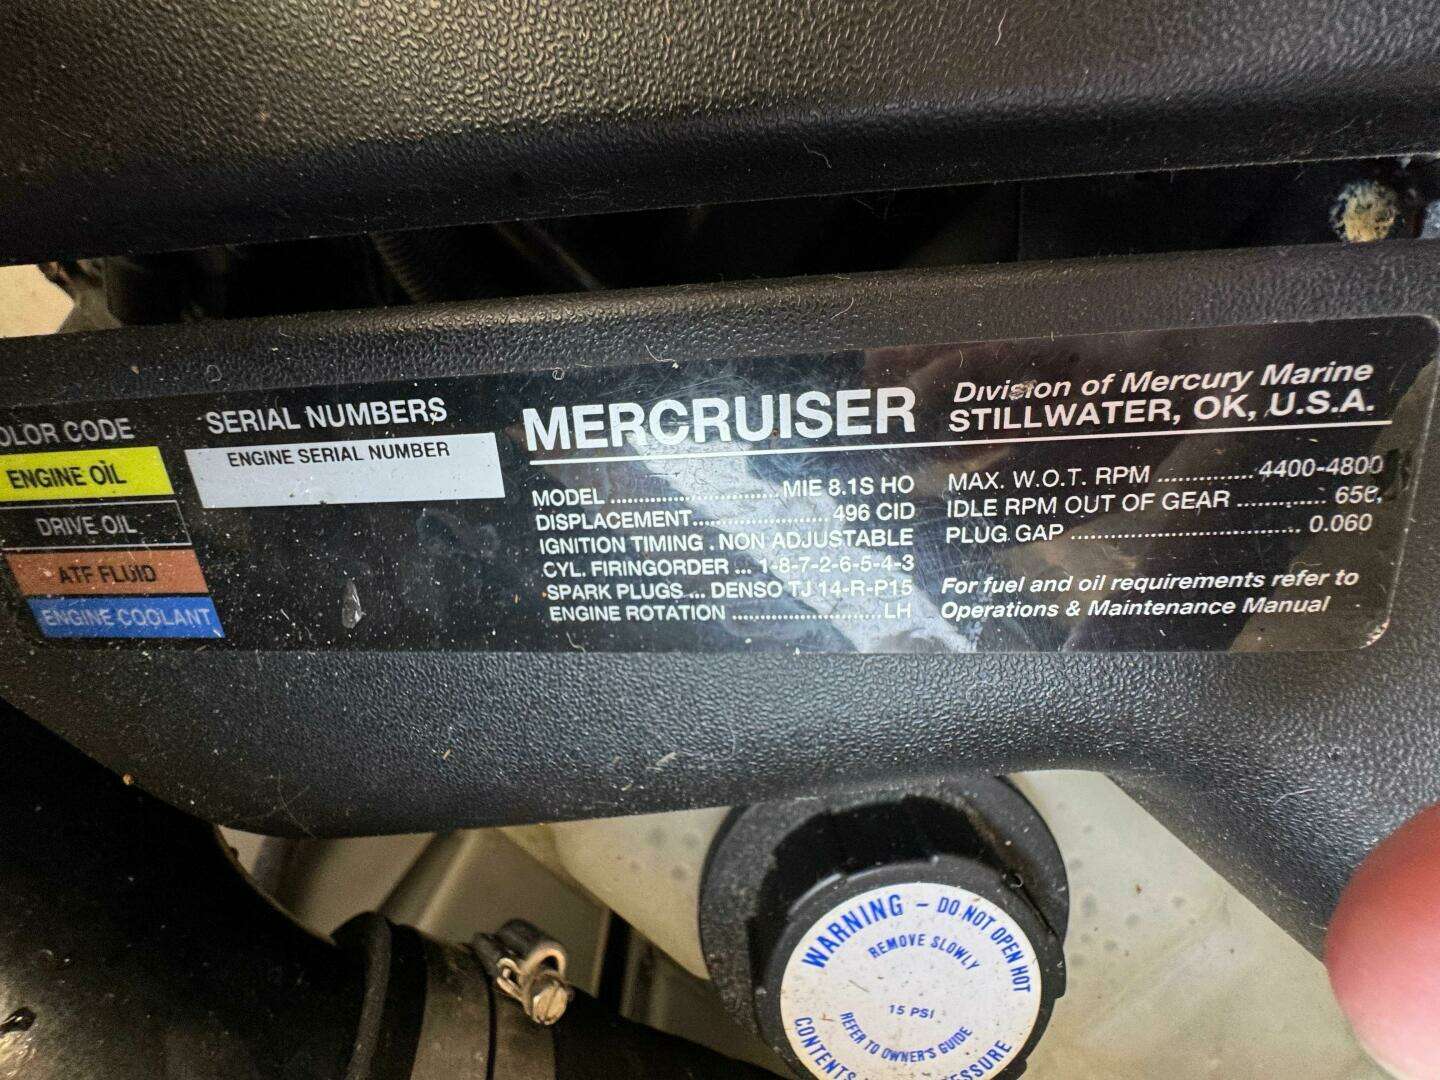 OLOR CODE
ENGINE OIL
DRIVE OIL
ATF FLUID
ENGINE COOLANT
SERIAL NUMBERS
ENGINE SERIAL NUMBER
MERCRUISER
Division of Mercury Marine
STILLWATER, OK, U.S.A.
MODEL ........................ MIE 8.1S HO
DISPLACEMENT.................... 496 CID
IGNITION TIMING . NON ADJUSTABLE
CYL. FIRINGORDER ... 1-8-7-2-6-5-4-3
SPARK PLUGS ... DENSO TJ 14-R-P15
ENGINE ROTATION .......................... LH
MAX. W.O.T. RPM .............. 4400-4800
IDLE RPM OUT OF GEAR ............ 65
PLUG GAP .................................. 0.060
For fuel and oil requirements refer to
Operations & Maintenance Manual
WARNING - DO NOT OPEN HOT
REMOVE SLOWLY
15 PSI
REFER TO OWNER'S GUIDE
CONTENTS